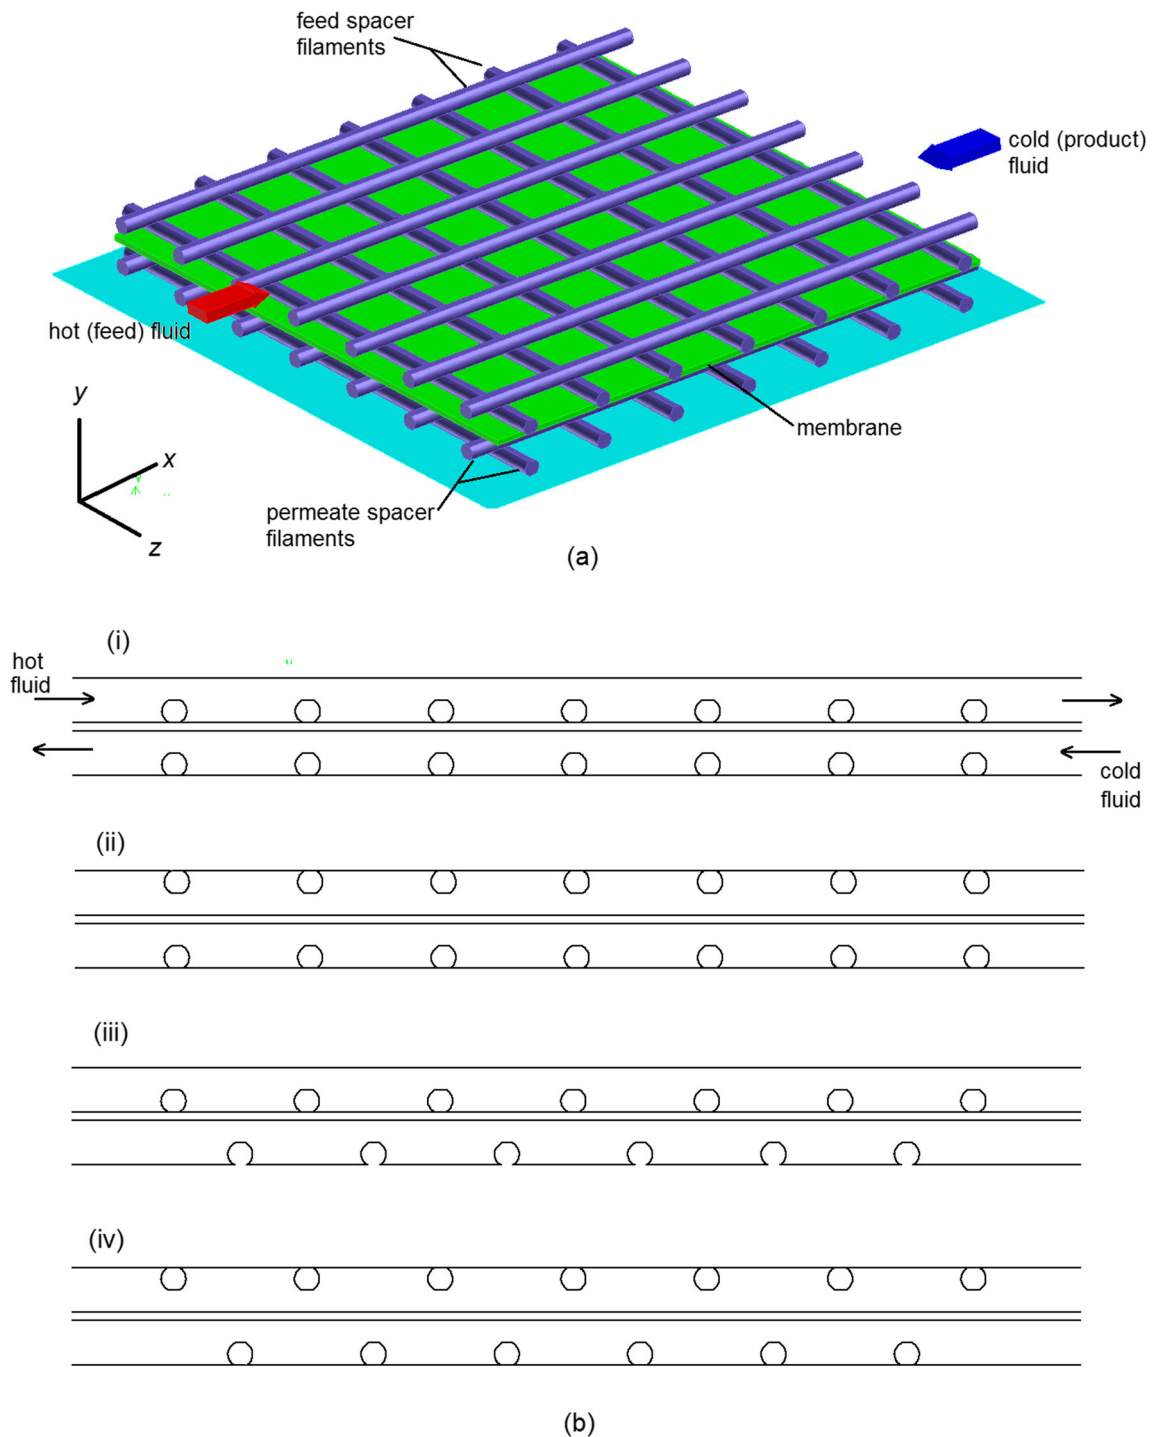 feed spacer
filaments
cold (product)
fluid
hot (feed) fluid
membrane
y
x
z
permeate spacer
filaments
(a)
(i)
hot
fluid
cold
fluid
(ii)
(iii)
(iv)
(b)